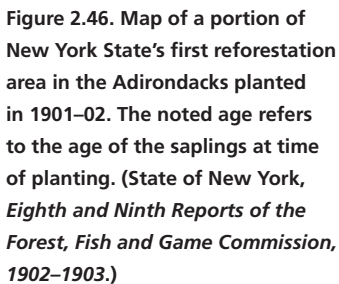 Figure 2.46. Map of a portion of
New York State's first reforestation
area in the Adirondacks planted
in 1901–02. The noted age refers
to the age of the saplings at time
of planting. (State of New York,
Eighth and Ninth Reports of the
Forest, Fish and Game Commission,
1902–1903.)